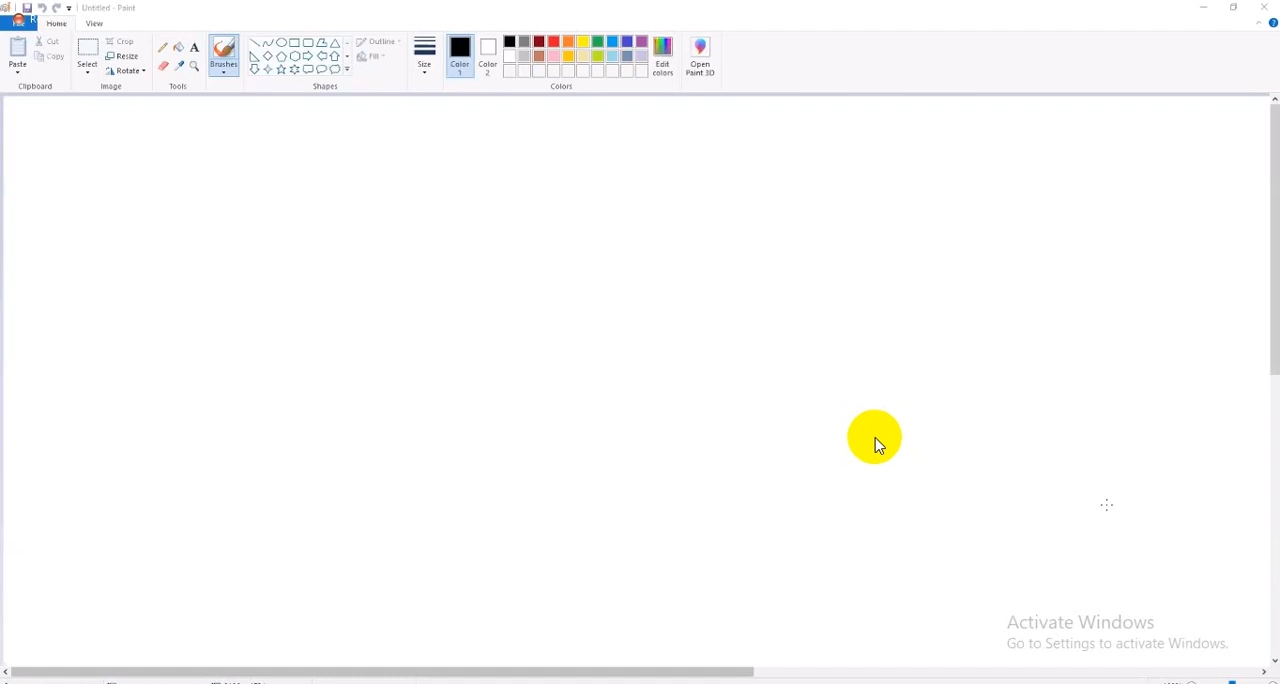 Untitled - Paint
Home
View
Paste
Cut
Copy
Clipboard
Select
Crop
Resize
Rotate
Image
A
Tools
Brushes
Outline
Fill
Shapes
Size
Color 1
Color 2
Edit colors
Colors
Open Paint 3D
Activate Windows
Go to Settings to activate Windows.